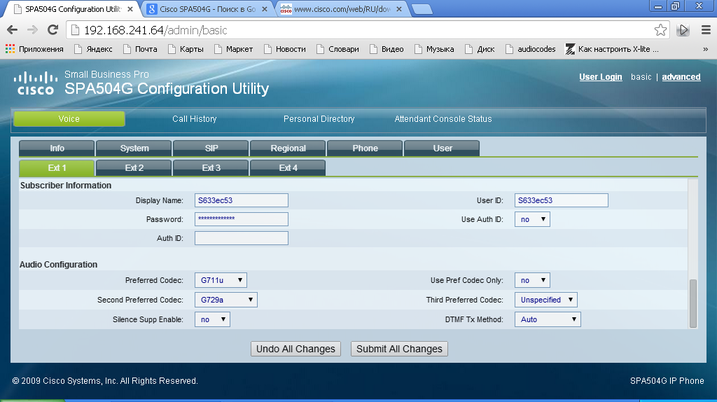 SPA504G Configuration Utilit
Cisco SPA504G - Поиск в Go
www.cisco.com/web/RU/dow
192.168.241.64/admin/basic
Приложения Яндекс Почта Карты Маркет Новости Словари Видео Музыка Диск audiocodes Как настроить X-lite ...
cisco
Small Business Pro
SPA504G Configuration Utility
User Login basic | advanced
Voice Call History Personal Directory Attendant Console Status
Info System SIP Regional Phone User
Ext 1 Ext 2 Ext 3 Ext 4
Subscriber Information
Display Name: S633ec53 User ID: S633ec53
Password: ************* Use Auth ID: no
Auth ID:
Audio Configuration
Preferred Codec: G711u Use Pref Codec Only: no
Second Preferred Codec: G729a Third Preferred Codec: Unspecified
Silence Supp Enable: no DTMF Tx Method: Auto
Undo All Changes Submit All Changes
© 2009 Cisco Systems, Inc. All Rights Reserved. SPA504G IP Phone